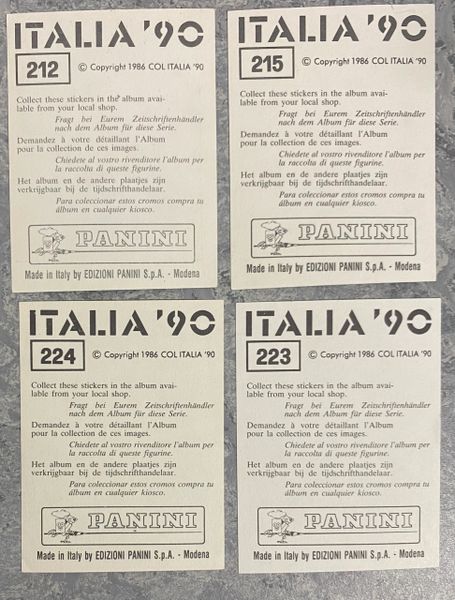 ITALIA '90
212
© Copyright 1986 COL ITALIA '90
Collect these stickers in the album avai-
lable from your local shop.
Fragt bei Eurem Zeitschriftenhändler
nach dem Album für diese Serie.
Demandez à votre détaillant l'Album
pour la collection de ces images.
Chiedete al vostro rivenditore l'album per
la raccolta di queste figurine.
Het album en de andere plaatjes zijn
verkrijgbaar bij de tijdschrifthandelaar.
Para coleccionar estos cromos compra tu
álbum en cualquier kiosco.
PANINI
Made in Italy by EDIZIONI PANINI S.p.A. - Modena
ITALIA '90
215
© Copyright 1986 COL ITALIA '90
Collect these stickers in the album avai-
lable from your local shop.
Fragt bei Eurem Zeitschriftenhändler
nach dem Album für diese Serie.
Demandez à votre détaillant l'Album
pour la collection de ces images.
Chiedete al vostro rivenditore l'album per
la raccolta di queste figurine.
Het album en de andere plaatjes zijn
verkrijgbaar bij de tijdschrifthandelaar.
Para coleccionar estos cromos compra tu
álbum en cualquier kiosco.
PANINI
Made in Italy by EDIZIONI PANINI S.p.A. - Modena
ITALIA '90
224
© Copyright 1986 COL ITALIA '90
Collect these stickers in the album avai-
lable from your local shop.
Fragt bei Eurem Zeitschriftenhändler
nach dem Album für diese Serie.
Demandez à votre détaillant l'Album
pour la collection de ces images.
Chiedete al vostro rivenditore l'album per
la raccolta di queste figurine.
Het album en de andere plaatjes zijn
verkrijgbaar bij de tijdschrifthandelaar.
Para coleccionar estos cromos compra tu
álbum en cualquier kiosco.
PANINI
Made in Italy by EDIZIONI PANINI S.p.A. - Modena
ITALIA '90
223
© Copyright 1986 COL ITALIA '90
Collect these stickers in the album avai-
lable from your local shop.
Fragt bei Eurem Zeitschriftenhändler
nach dem Album für diese Serie.
Demandez à votre détaillant l'Album
pour la collection de ces images.
Chiedete al vostro rivenditore l'album per
la raccolta di queste figurine.
Het album en de andere plaatjes zijn
verkrijgbaar bij de tijdschrifthandelaar.
Para coleccionar estos cromos compra tu
álbum en cualquier kiosco.
PANINI
Made in Italy by EDIZIONI PANINI S.p.A. - Modena